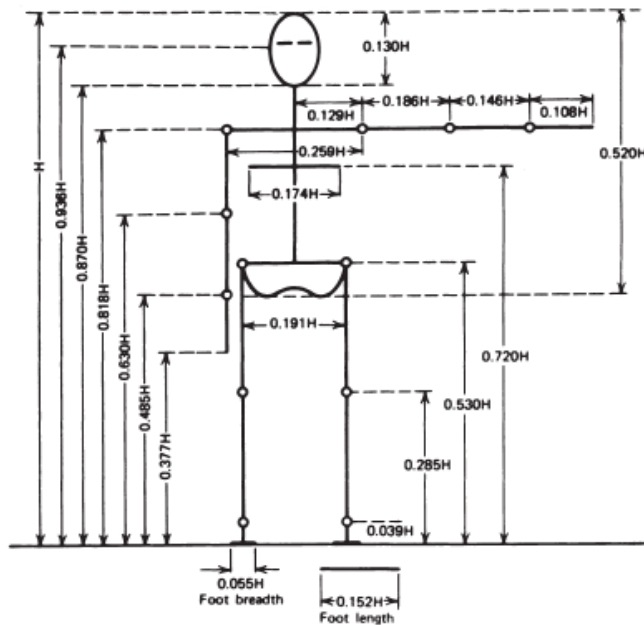 0.130H
0.186H
0.146H
0.129H
0.108H
0.259H
0.520H
0.174H
H
0.936H
0.870H
0.818H
0.630H
0.485H
0.377H
0.191H
0.720H
0.530H
0.285H
0.039H
0.055H
Foot breadth
0.152H
Foot length